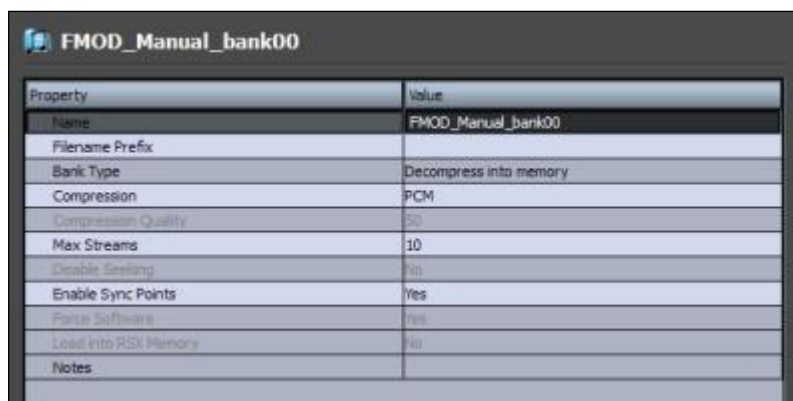 FMOD_Manual_bank00
Property Value
Name FMOD_Manual_bank00
Filename Prefix
Bank Type Decompress into memory
Compression PCM
Compression Quality 50
Max Streams 10
Disable Seeking No
Enable Sync Points Yes
Force Software Yes
Load into RSX Memory No
Notes